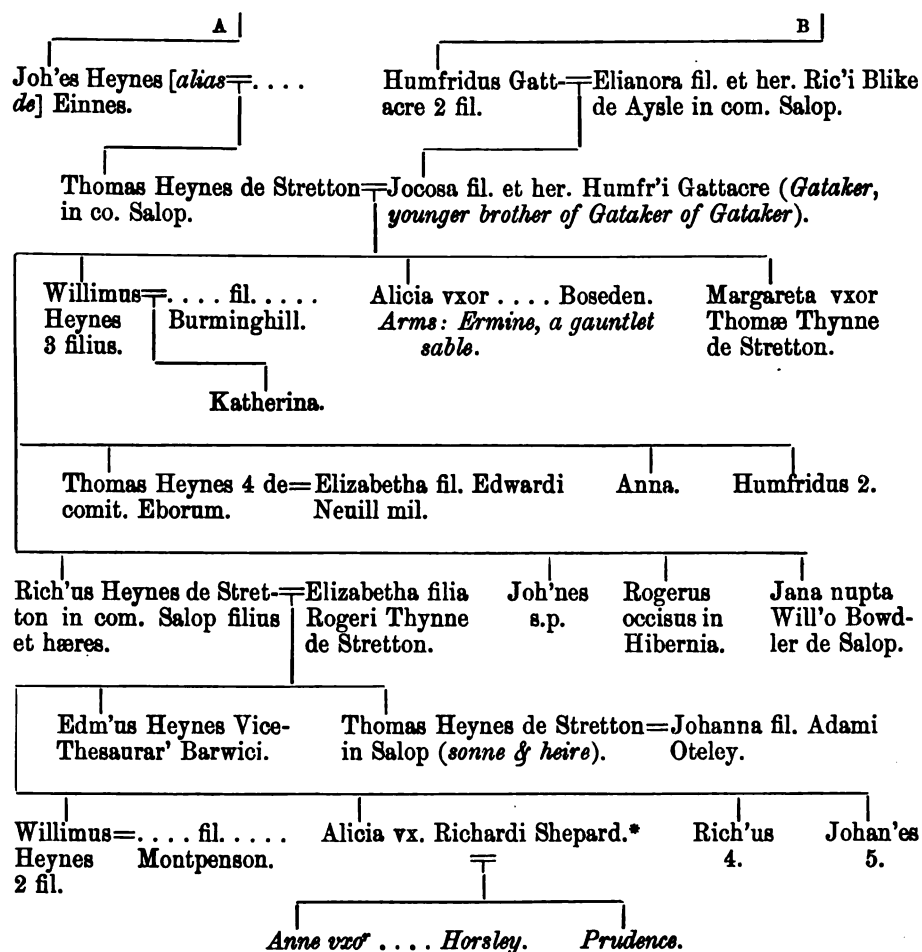 A B
Joh'es Heynes [alias=. . . . Humfridus Gatt-=Elianora fil. et her. Ric'i Blike
de] Einnes. acre 2 fil. de Aysle in com. Salop.
Thomas Heynes de Stretton=Jocosa fil. et her. Humfr'i Gattacre (Gataker,
in co. Salop. younger brother of Gataker of Gataker).
Willimus=. . . . fil. . . . . Alicia vxor . . . . Boseden. Margareta vxor
Heynes Burminghill. Arms: Ermine, a gauntlet Thomæ Thynne
3 filius. sable. de Stretton.
Katherina.
Thomas Heynes 4 de=Elizabetha fil. Edwardi Anna. Humfridus 2.
comit. Eborum. Neuill mil.
Rich'us Heynes de Stret-=Elizabetha filia Joh'nes Rogerus Jana nupta
ton in com. Salop filius Rogeri Thynne s.p. occisus in Will'o Bowd-
et hæres. de Stretton. Hibernia. ler de Salop.
Edm'us Heynes Vice- Thomas Heynes de Stretton=Johanna fil. Adami
Thesaurar' Barwici. in Salop (sonne & heire). Oteley.
Willimus=. . . . fil. . . . . Alicia vx. Richardi Shepard.* Rich'us Johan'es
Heynes Montpenson. 4. 5.
2 fil.
Anne vxor . . . . Horsley. Prudence.